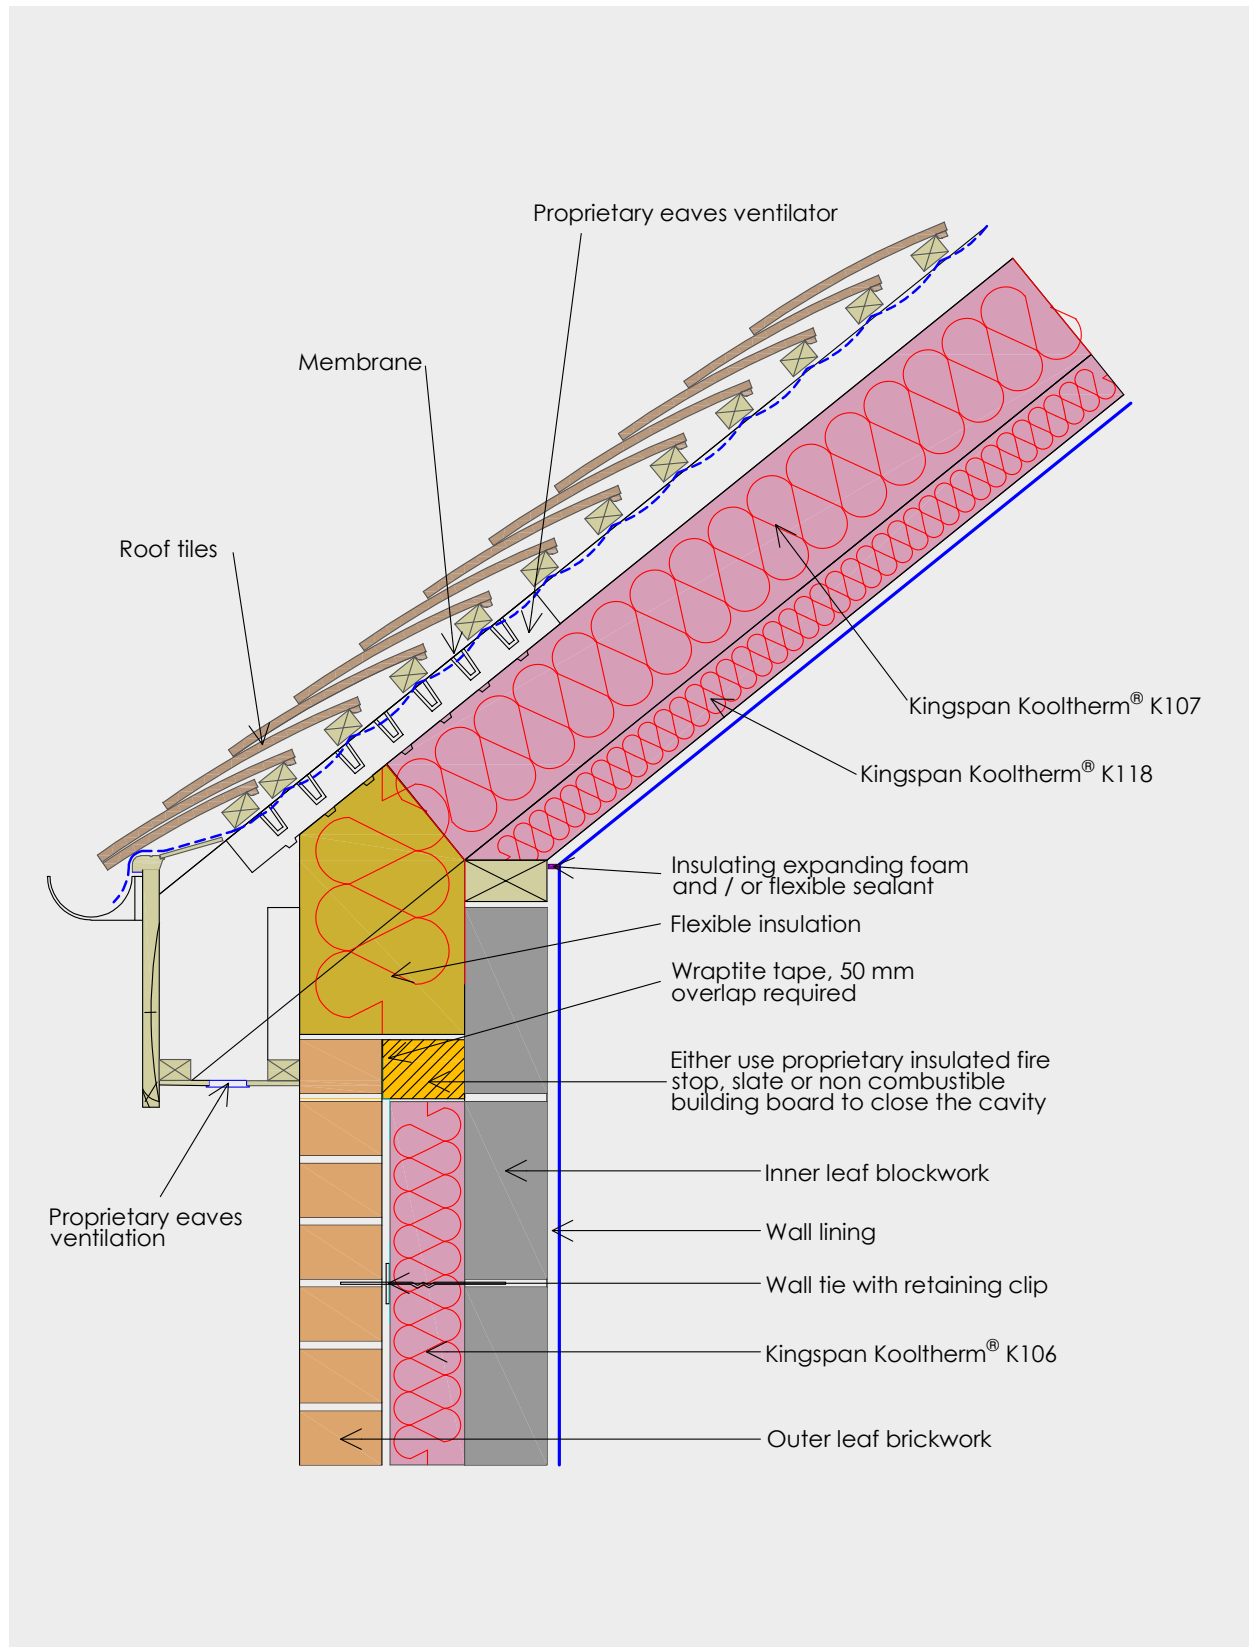 Proprietary eaves ventilator
Membrane
Roof tiles
Kingspan Kooltherm® K107
Kingspan Kooltherm® K118
Insulating expanding foam
and / or flexible sealant
Flexible insulation
Wraptite tape, 50 mm
overlap required
Either use proprietary insulated fire
stop, slate or non combustible
building board to close the cavity
Inner leaf blockwork
Proprietary eaves
ventilation
Wall lining
Wall tie with retaining clip
Kingspan Kooltherm® K106
Outer leaf brickwork